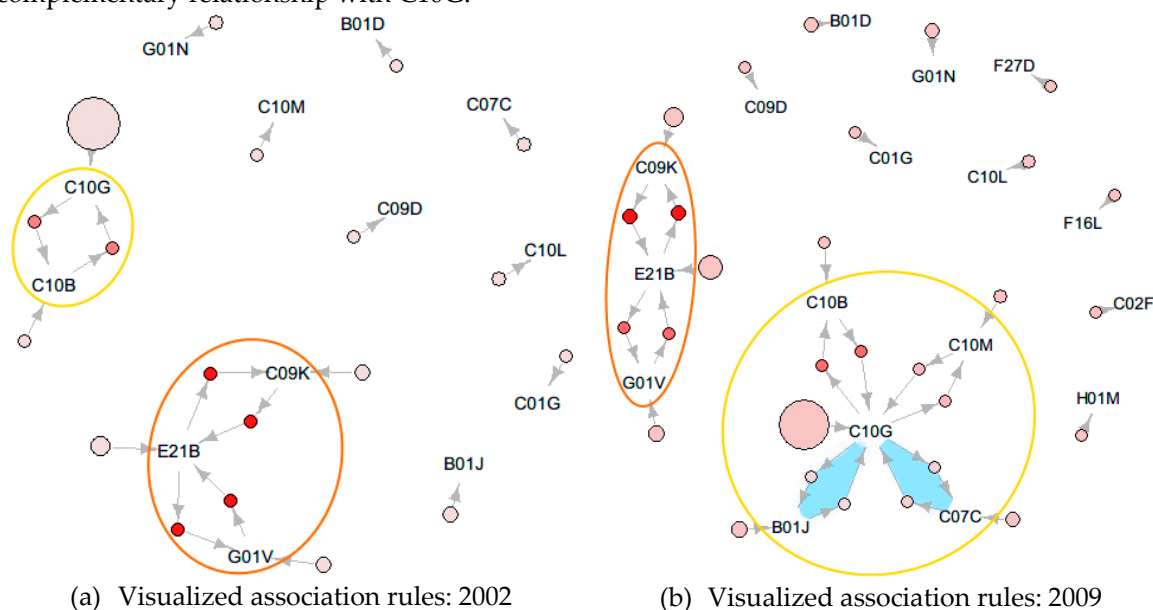 complementary relationship with C10G.
G01N
B01D
C10M
C07C
C10G
C09D
C10B
C10L
C09K
C01G
E21B
B01J
G01V
(a) Visualized association rules: 2002
B01D
G01N
F27D
C09D
C01G
C09K
C10L
F16L
E21B
C10B
C02F
C10M
G01V
H01M
C10G
B01J
C07C
(b) Visualized association rules: 2009